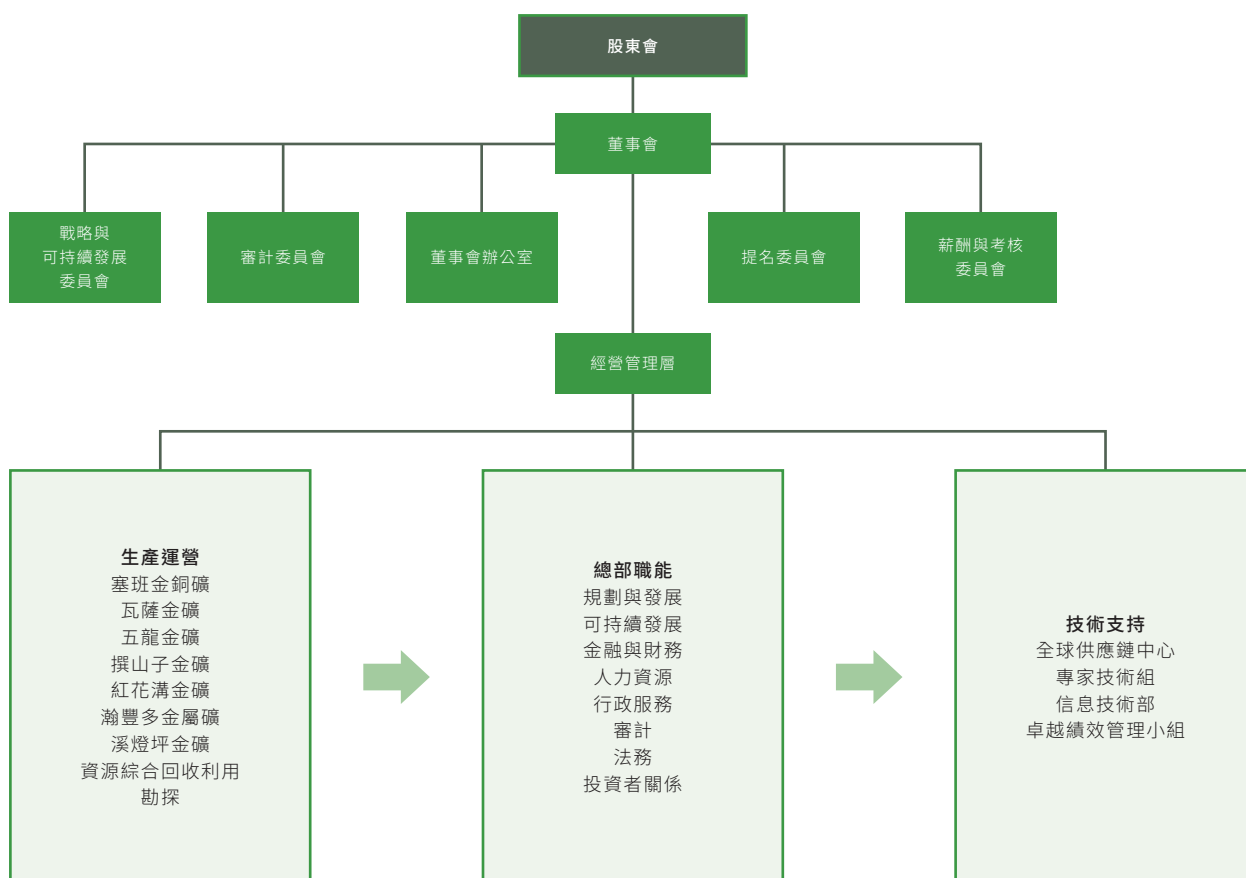 股東會
董事會
戰略與
可持續發展
委員會
審計委員會
董事會辦公室
提名委員會
薪酬與考核
委員會
經營管理層
生產運營
塞班金銅礦
瓦薩金礦
五龍金礦
撰山子金礦
紅花溝金礦
瀚豐多金屬礦
溪燈坪金礦
資源綜合回收利用
勘探
總部職能
規劃與發展
可持續發展
金融與財務
人力資源
行政服務
審計
法務
投資者關係
技術支持
全球供應鏈中心
專家技術組
信息技術部
卓越績效管理小組